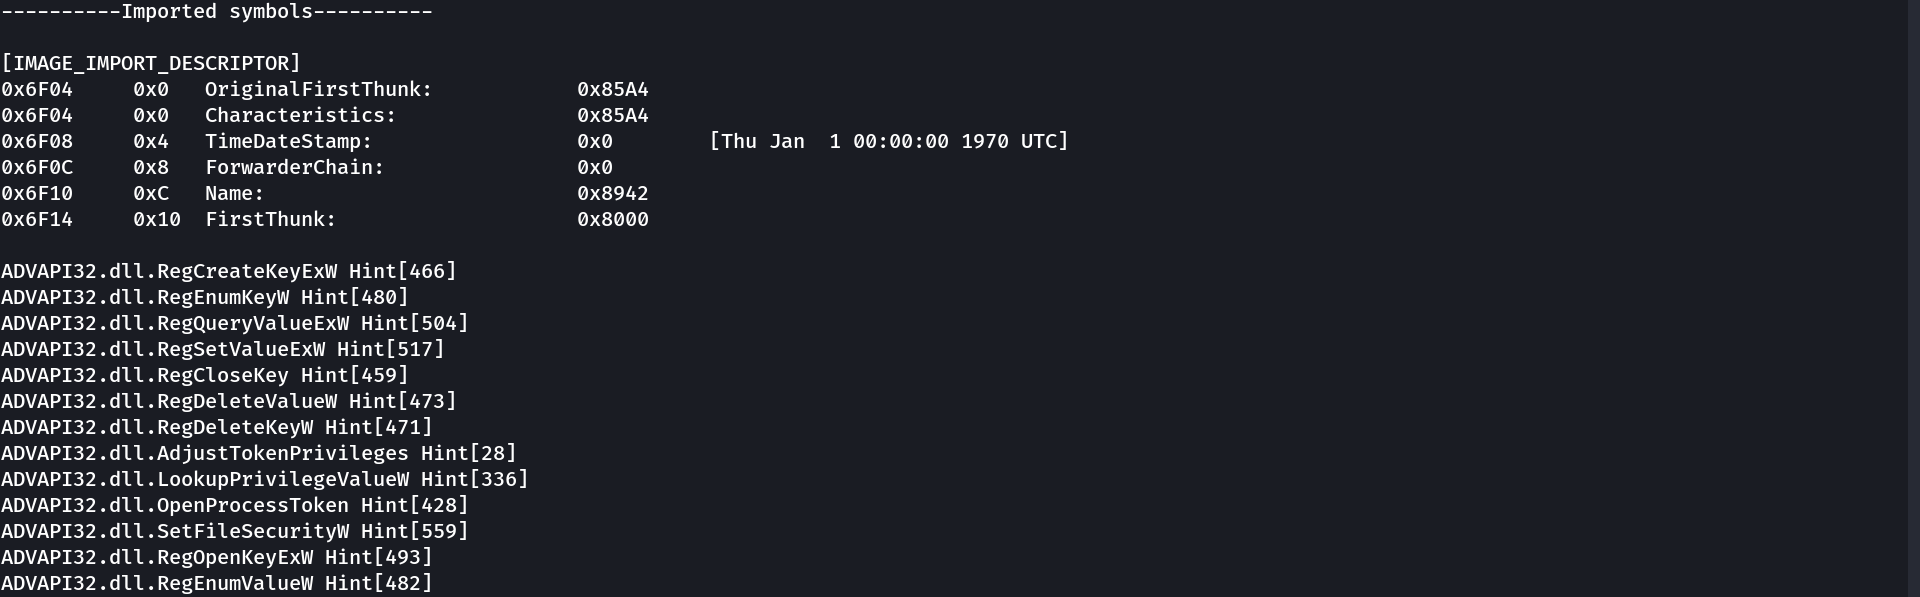 ----------Imported symbols----------
[IMAGE_IMPORT_DESCRIPTOR]
0x6F04     0x0   OriginalFirstThunk:            0x85A4
0x6F04     0x0   Characteristics:               0x85A4
0x6F08     0x4   TimeDateStamp:                 0x0        [Thu Jan  1 00:00:00 1970 UTC]
0x6F0C     0x8   ForwarderChain:                0x0
0x6F10     0xC   Name:                          0x8942
0x6F14     0x10  FirstThunk:                    0x8000
ADVAPI32.dll.RegCreateKeyExW Hint[466]
ADVAPI32.dll.RegEnumKeyW Hint[480]
ADVAPI32.dll.RegQueryValueExW Hint[504]
ADVAPI32.dll.RegSetValueExW Hint[517]
ADVAPI32.dll.RegCloseKey Hint[459]
ADVAPI32.dll.RegDeleteValueW Hint[473]
ADVAPI32.dll.RegDeleteKeyW Hint[471]
ADVAPI32.dll.AdjustTokenPrivileges Hint[28]
ADVAPI32.dll.LookupPrivilegeValueW Hint[336]
ADVAPI32.dll.OpenProcessToken Hint[428]
ADVAPI32.dll.SetFileSecurityW Hint[559]
ADVAPI32.dll.RegOpenKeyExW Hint[493]
ADVAPI32.dll.RegEnumValueW Hint[482]